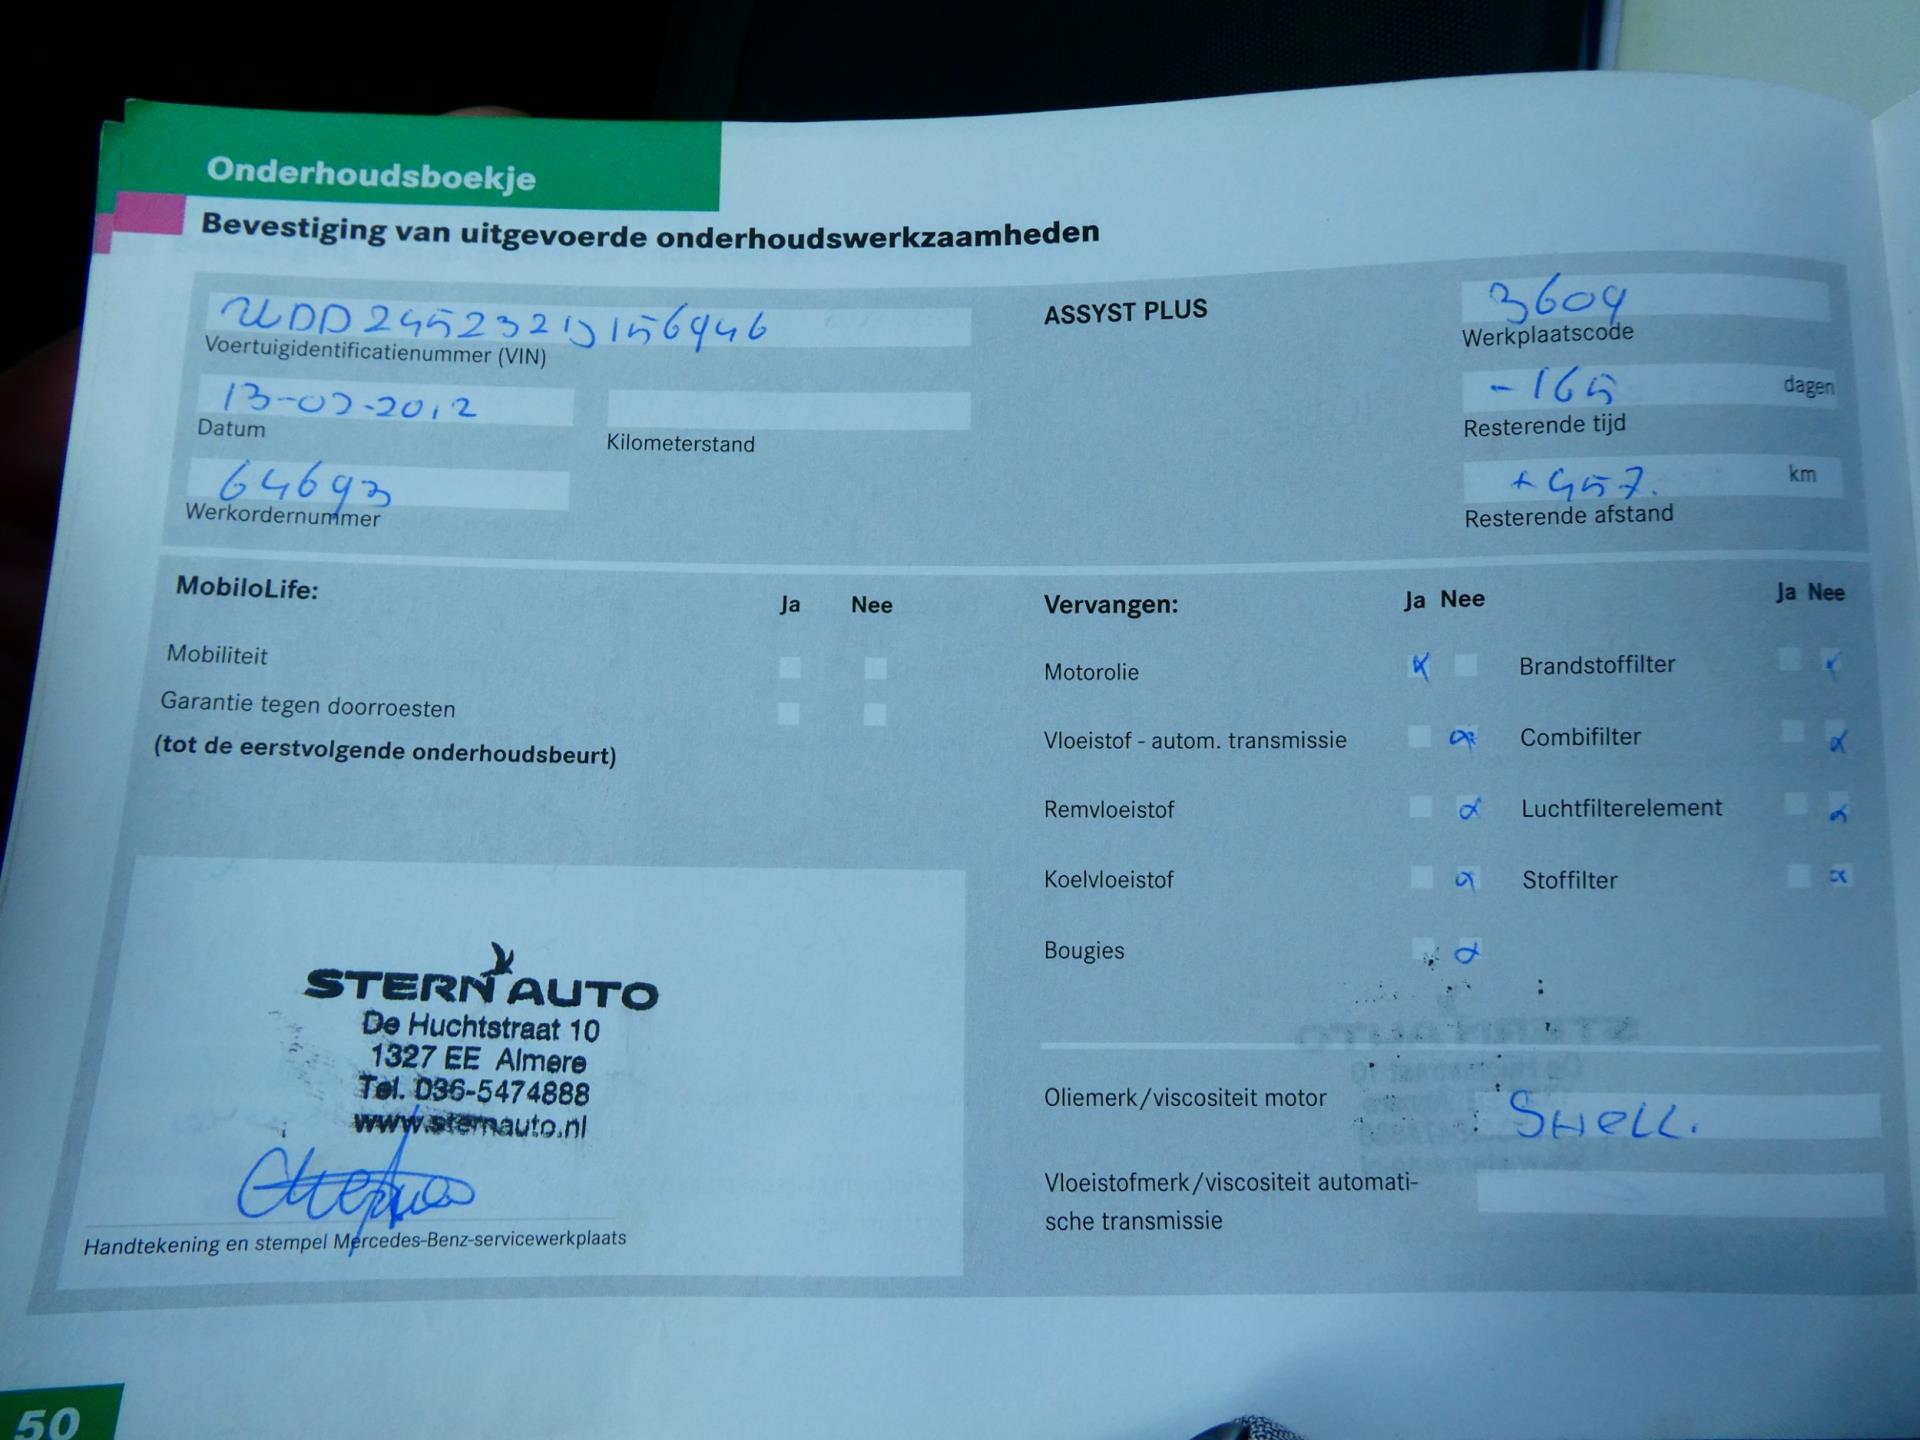 Onderhoudsboekje
Bevestiging van uitgevoerde onderhoudswerkzaamheden
WDD2452321J156946
Voertuigidentificatienummer (VIN)
ASSYST PLUS
3609
Werkplaatscode
13-07-2012
Datum
Kilometerstand
-165 dagen
Resterende tijd
64693
Werkordernummer
+457. km
Resterende afstand
MobiloLife:
Ja Nee
Mobiliteit
Garantie tegen doorroesten
(tot de eerstvolgende onderhoudsbeurt)
Vervangen: Ja Nee Ja Nee
Motorolie Brandstoffilter
Vloeistof - autom. transmissie Combifilter
Remvloeistof Luchtfilterelement
Koelvloeistof Stoffilter
Bougies
STERN AUTO
De Huchtstraat 10
1327 EE Almere
Tel. 036-5474888
www.sternauto.nl
Handtekening en stempel Mercedes-Benz-servicewerkplaats
Oliemerk/viscositeit motor SHELL.
Vloeistofmerk/viscositeit automati-
sche transmissie
50